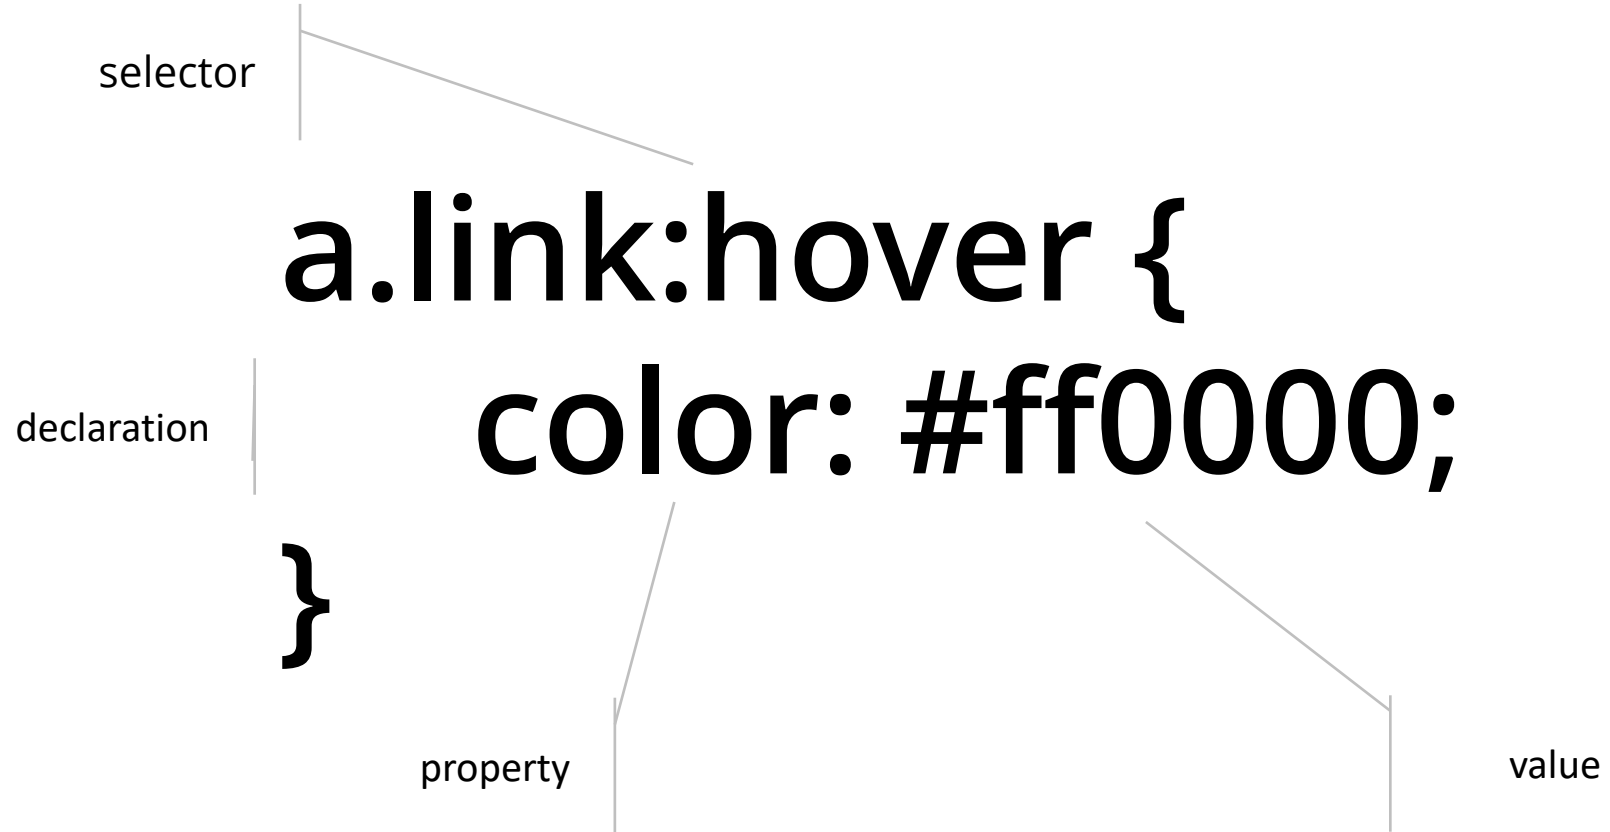 selector
a.link:hover {
declaration
color: #ff0000;
}
property
value